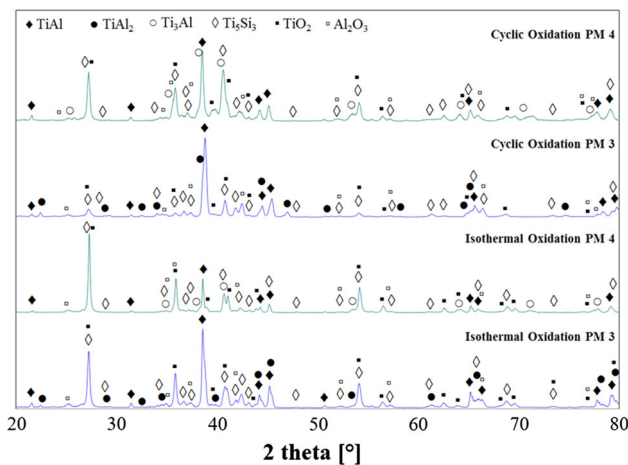 TiAl TiAl2 Ti3Al Ti5Si3 TiO2 Al2O3
Cyclic Oxidation PM 4
Cyclic Oxidation PM 3
Isothermal Oxidation PM 4
Isothermal Oxidation PM 3
20 30 40 50 60 70 80
2 theta [°]